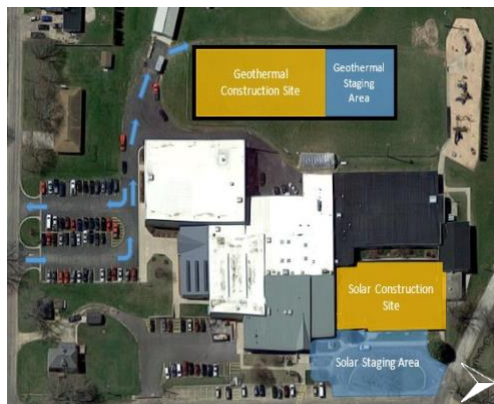 Geothermal
Construction Site
Geothermal
Staging
Area
Solar Construction
Site
Solar Staging Area